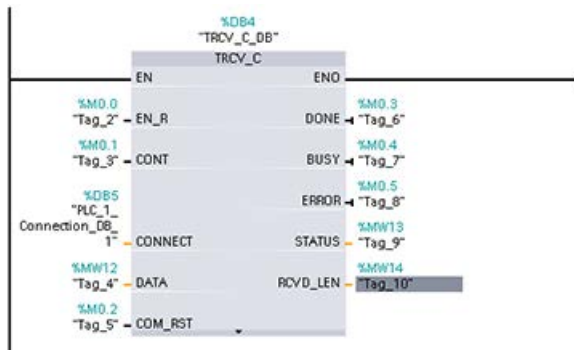 %DB4
"TRCV_C_DB"
TRCV_C
EN ENO
%M0.0 %M0.3
"Tag_2" EN_R DONE "Tag_6"
%M0.1 %M0.4
"Tag_3" CONT BUSY "Tag_7"
%DB5 %M0.5
"PLC_1_ ERROR "Tag_8"
Connection_DB_ %MW13
1" CONNECT STATUS "Tag_9"
%MW12 %MW14
"Tag_4" DATA RCVD_LEN "Tag_10"
%M0.2
"Tag_5" COM_RST